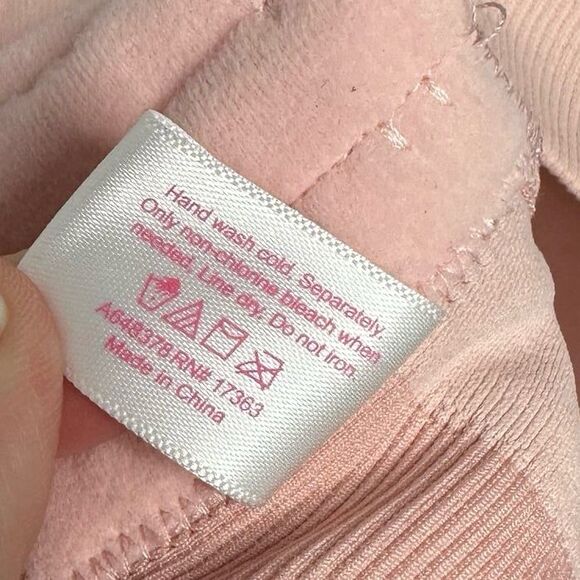 Hand wash cold. Separately.
Only non-chlorine bleach when
needed. Line dry. Do not iron.
A648378 RN# 17363
Made in China